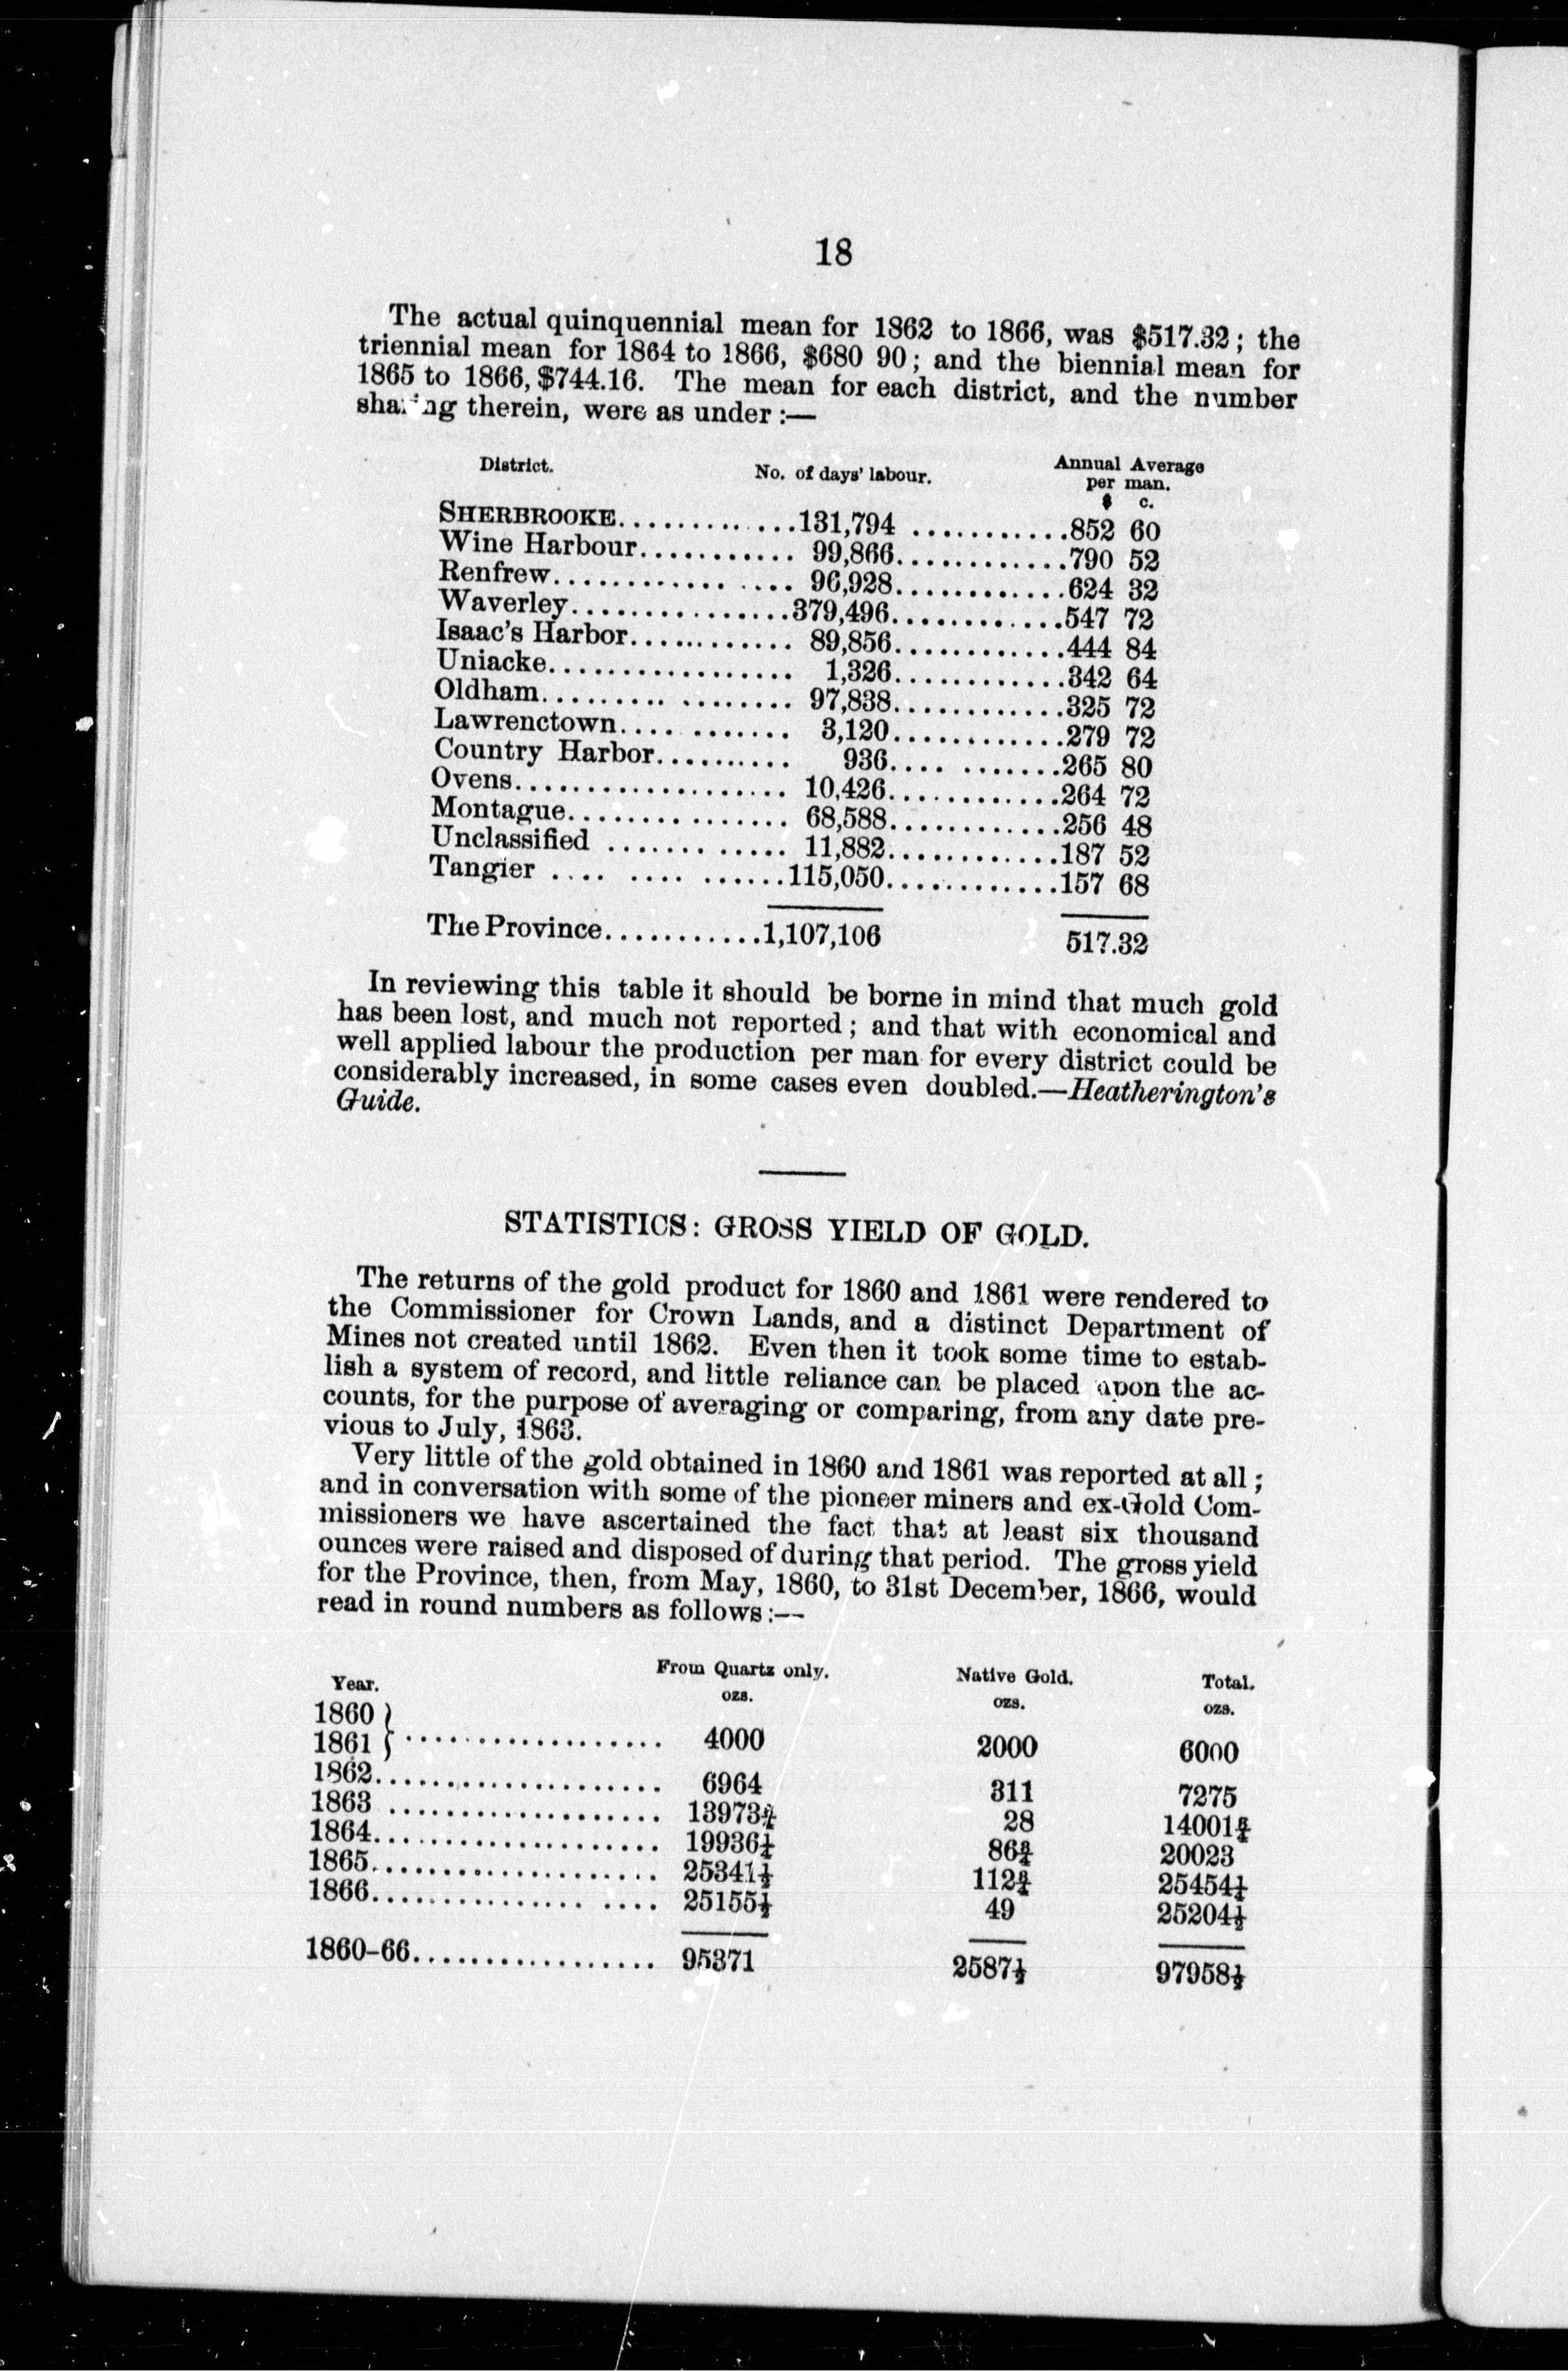 18
The actual quinquennial mean for 1862 to 1866, was $517.32; the
triennial mean for 1864 to 1866, $680 90; and the biennial mean for
1865 to 1866, $744.16. The mean for each district, and the number
sharing therein, were as under :—
District. No. of days' labour. Annual Average
per man.
$ c.
SHERBROOKE.............131,794 ...........852 60
Wine Harbour........... 99,866............790 52
Renfrew................ 96,928............624 32
Waverley...............379,496............547 72
Isaac's Harbor............ 89,856............444 84
Uniacke................. 1,326............342 64
Oldham................. 97,838............325 72
Lawrenctown........... 3,120............279 72
Country Harbor.......... 936...........265 80
Ovens................... 10,426............264 72
Montague................ 68,588............256 48
Unclassified ............ 11,882............187 52
Tangier .... .... ......115,050............157 68
The Province...........1,107,106 517.32
In reviewing this table it should be borne in mind that much gold
has been lost, and much not reported; and that with economical and
well applied labour the production per man for every district could be
considerably increased, in some cases even doubled.—Heatherington's
Guide.
STATISTICS: GROSS YIELD OF GOLD.
The returns of the gold product for 1860 and 1861 were rendered to
the Commissioner for Crown Lands, and a distinct Department of
Mines not created until 1862. Even then it took some time to estab-
lish a system of record, and little reliance can be placed upon the ac-
counts, for the purpose of averaging or comparing, from any date pre-
vious to July, 1863.
Very little of the gold obtained in 1860 and 1861 was reported at all;
and in conversation with some of the pioneer miners and ex-Gold Com-
missioners we have ascertained the fact that at least six thousand
ounces were raised and disposed of during that period. The gross yield
for the Province, then, from May, 1860, to 31st December, 1866, would
read in round numbers as follows:—
Year. From Quartz only. Native Gold. Total.
ozs. ozs. ozs.
1860 }
1861 } .................. 4000 2000 6000
1862.................... 6964 311 7275
1863 ................... 13973¾ 28 14001¾
1864.................... 19936¼ 86¾ 20023
1865.................... 25341½ 112¾ 25454¼
1866............... .... 25155½ 49 25204½
1860–66................. 95371 2587½ 97958½